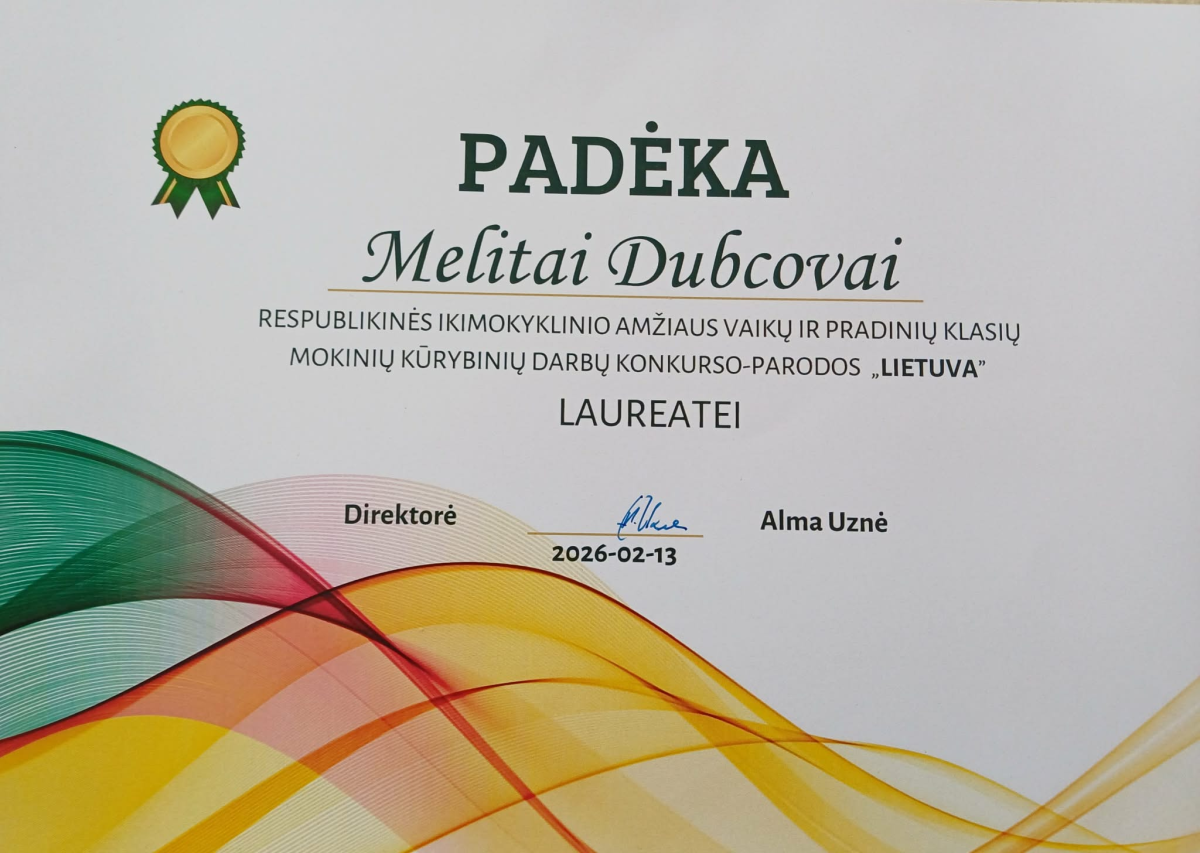 PADĖKA
Melitai Dubcovai
RESPUBLIKINĖS IKIMOKYKLINIO AMŽIAUS VAIKŲ IR PRADINIŲ KLASIŲ
MOKINIŲ KŪRYBINIŲ DARBŲ KONKURSO-PARODOS „LIETUVA”
LAUREATEI
Direktorė Alma Uznė
2026-02-13